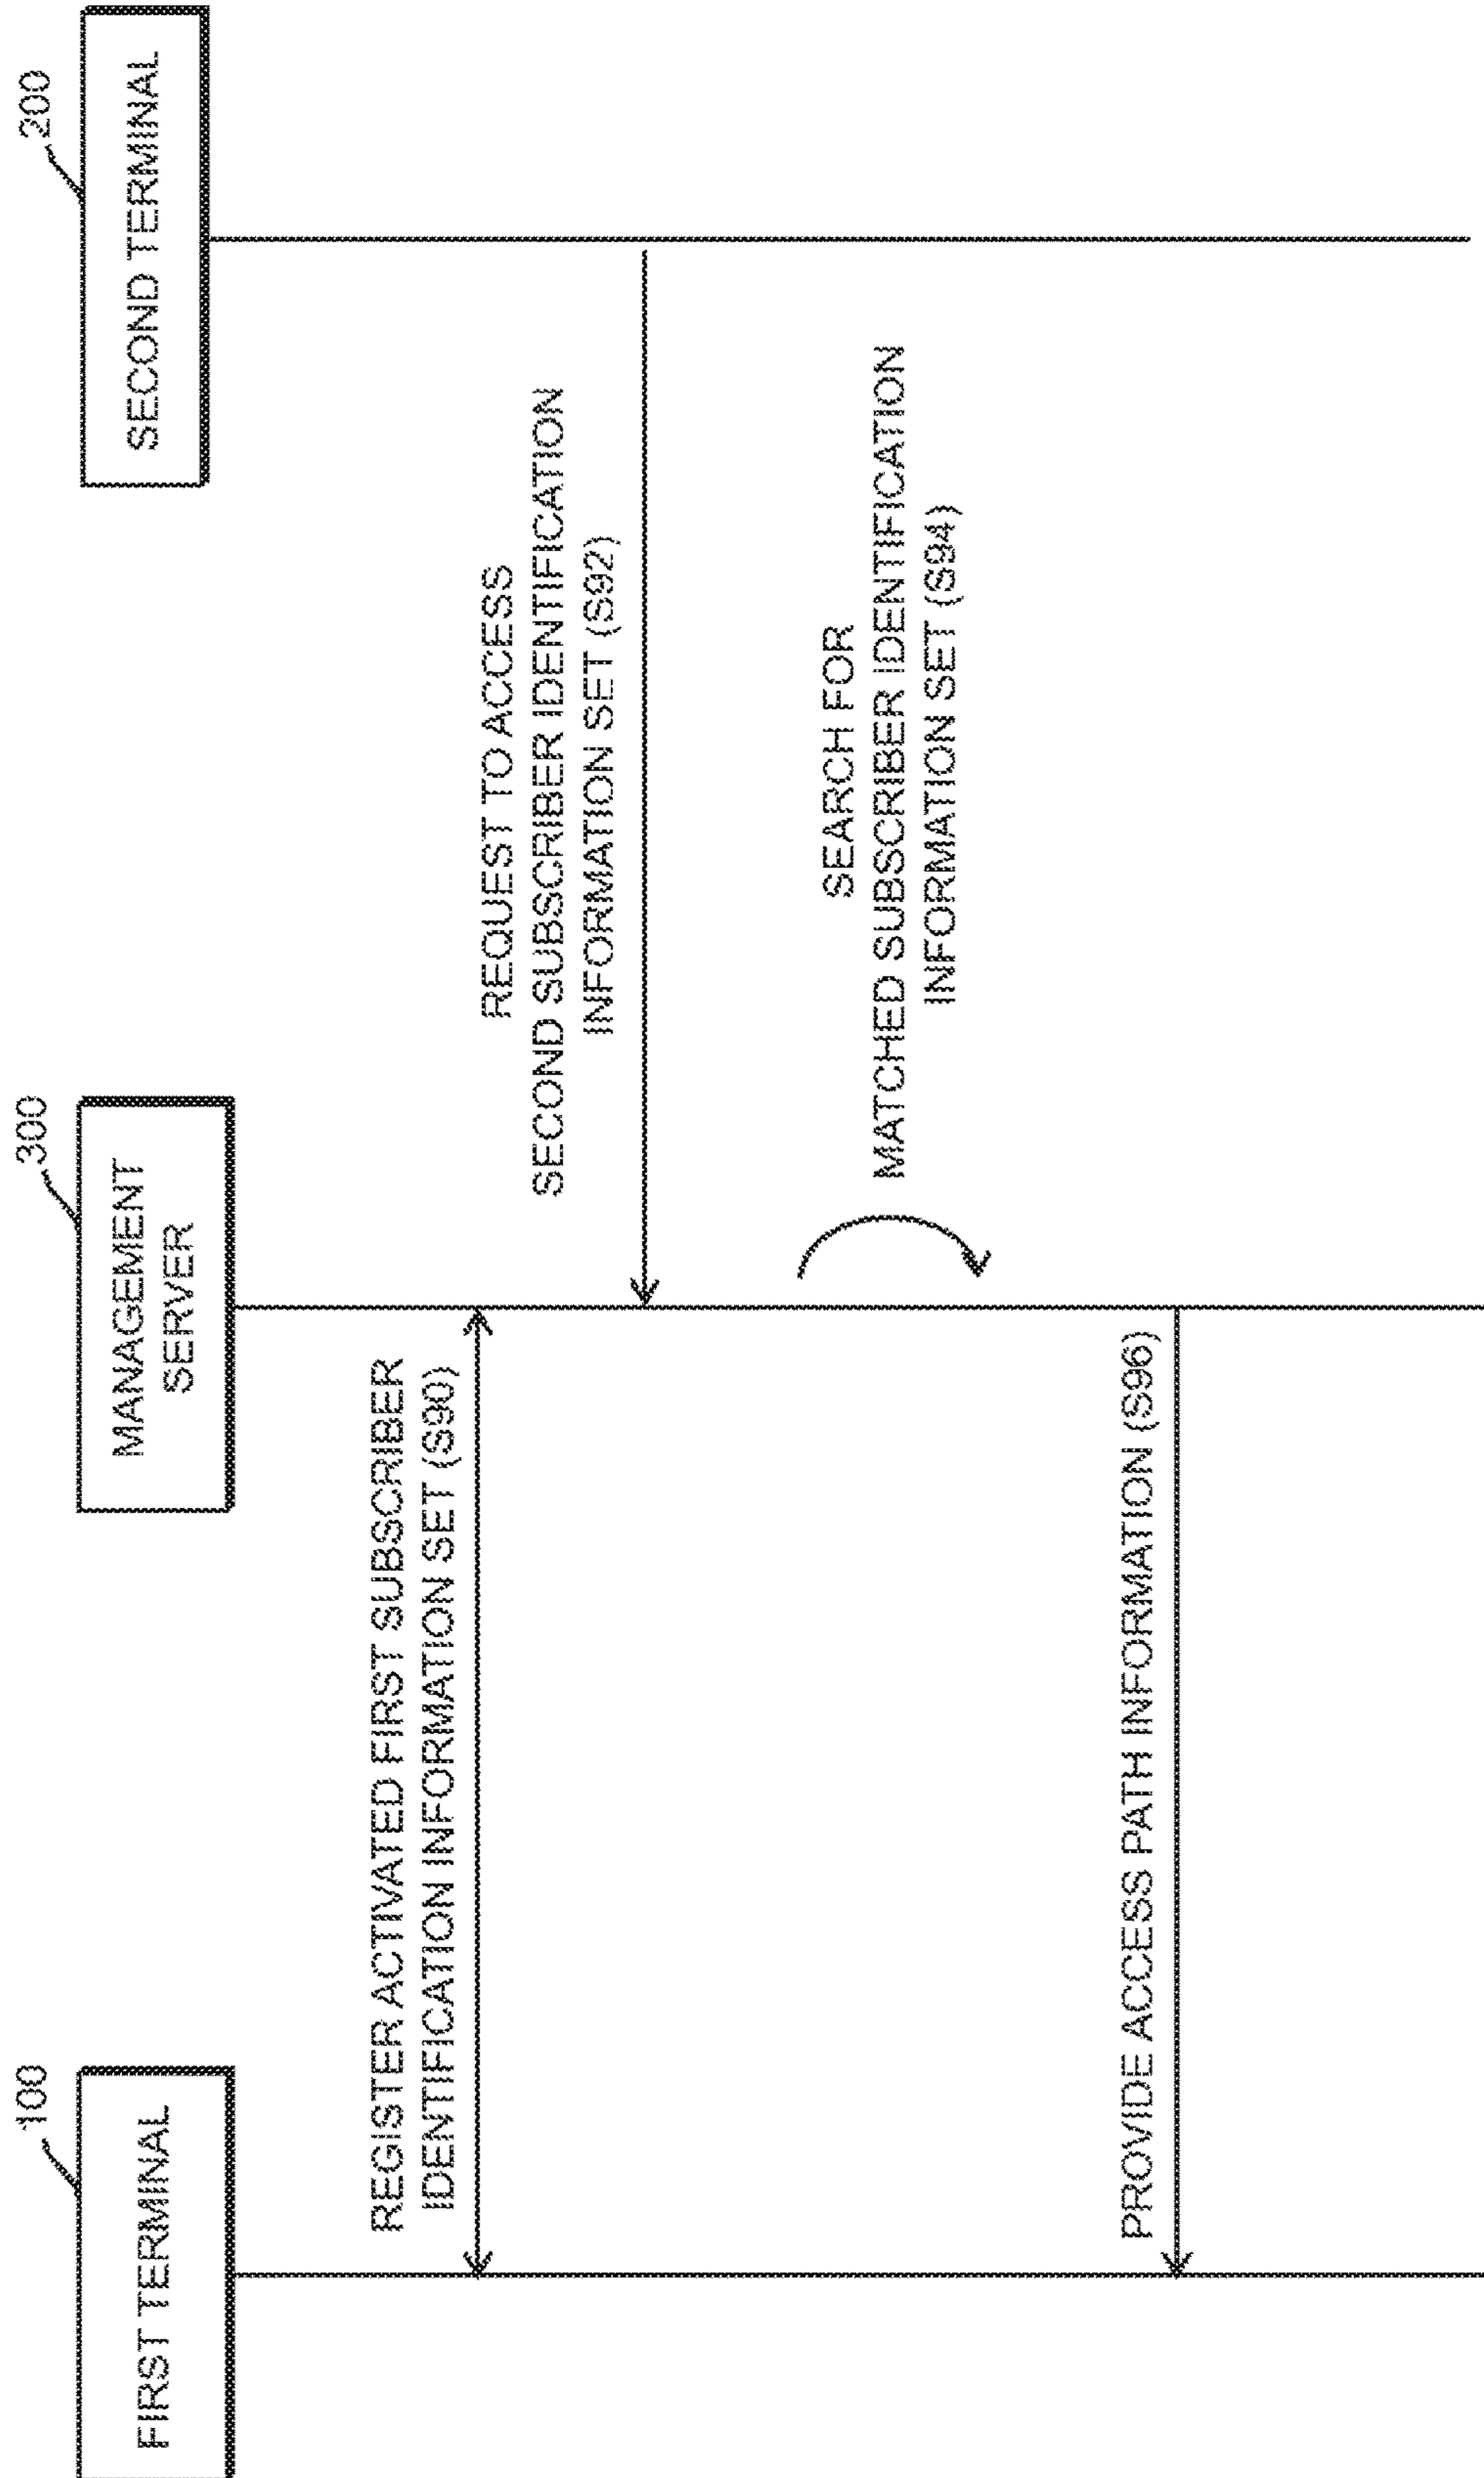 100
FIRST TERMINAL
300
MANAGEMENT
SERVER
200
SECOND TERMINAL
REGISTER ACTIVATED FIRST SUBSCRIBER
IDENTIFICATION INFORMATION SET (S90)
REQUEST TO ACCESS
SECOND SUBSCRIBER IDENTIFICATION
INFORMATION SET (S92)
SEARCH FOR
MATCHED SUBSCRIBER IDENTIFICATION
INFORMATION SET (S94)
PROVIDE ACCESS PATH INFORMATION (S96)